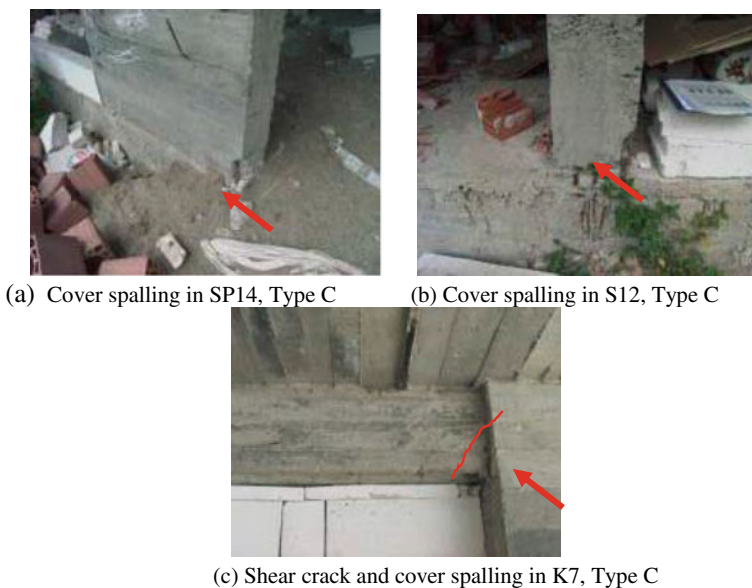 (a) Cover spalling in SP14, Type C
(b) Cover spalling in S12, Type C
(c) Shear crack and cover spalling in K7, Type C